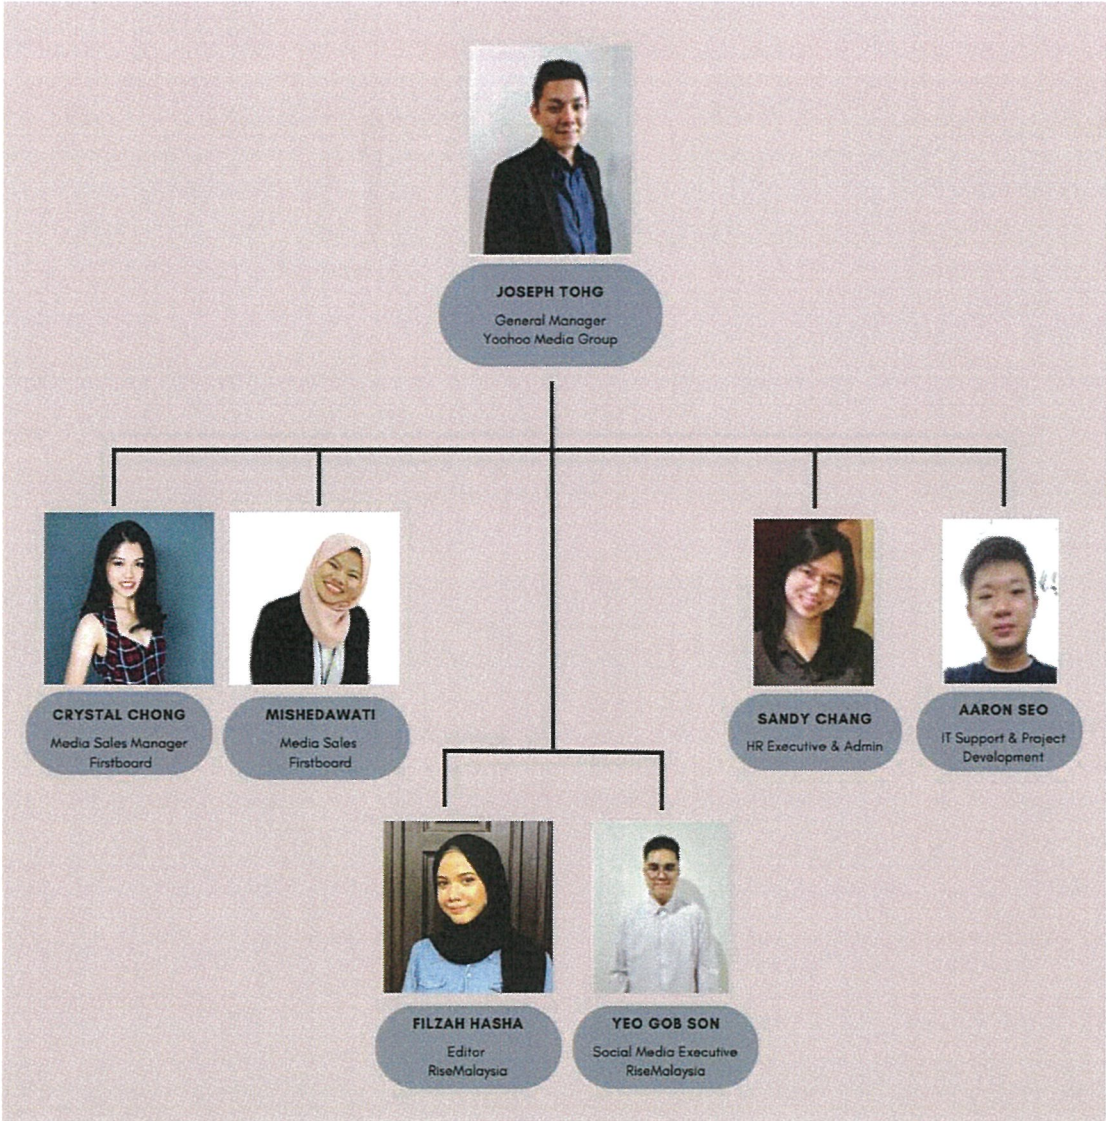 JOSEPH TOHG
General Manager
Yoohoo Media Group
CRYSTAL CHONG
Media Sales Manager
Firstboard
MISHEDAWATI
Media Sales
Firstboard
SANDY CHANG
HR Executive & Admin
AARON SEO
IT Support & Project
Development
FILZAH HASHA
Editor
RiseMalaysia
YEO GOB SON
Social Media Executive
RiseMalaysia